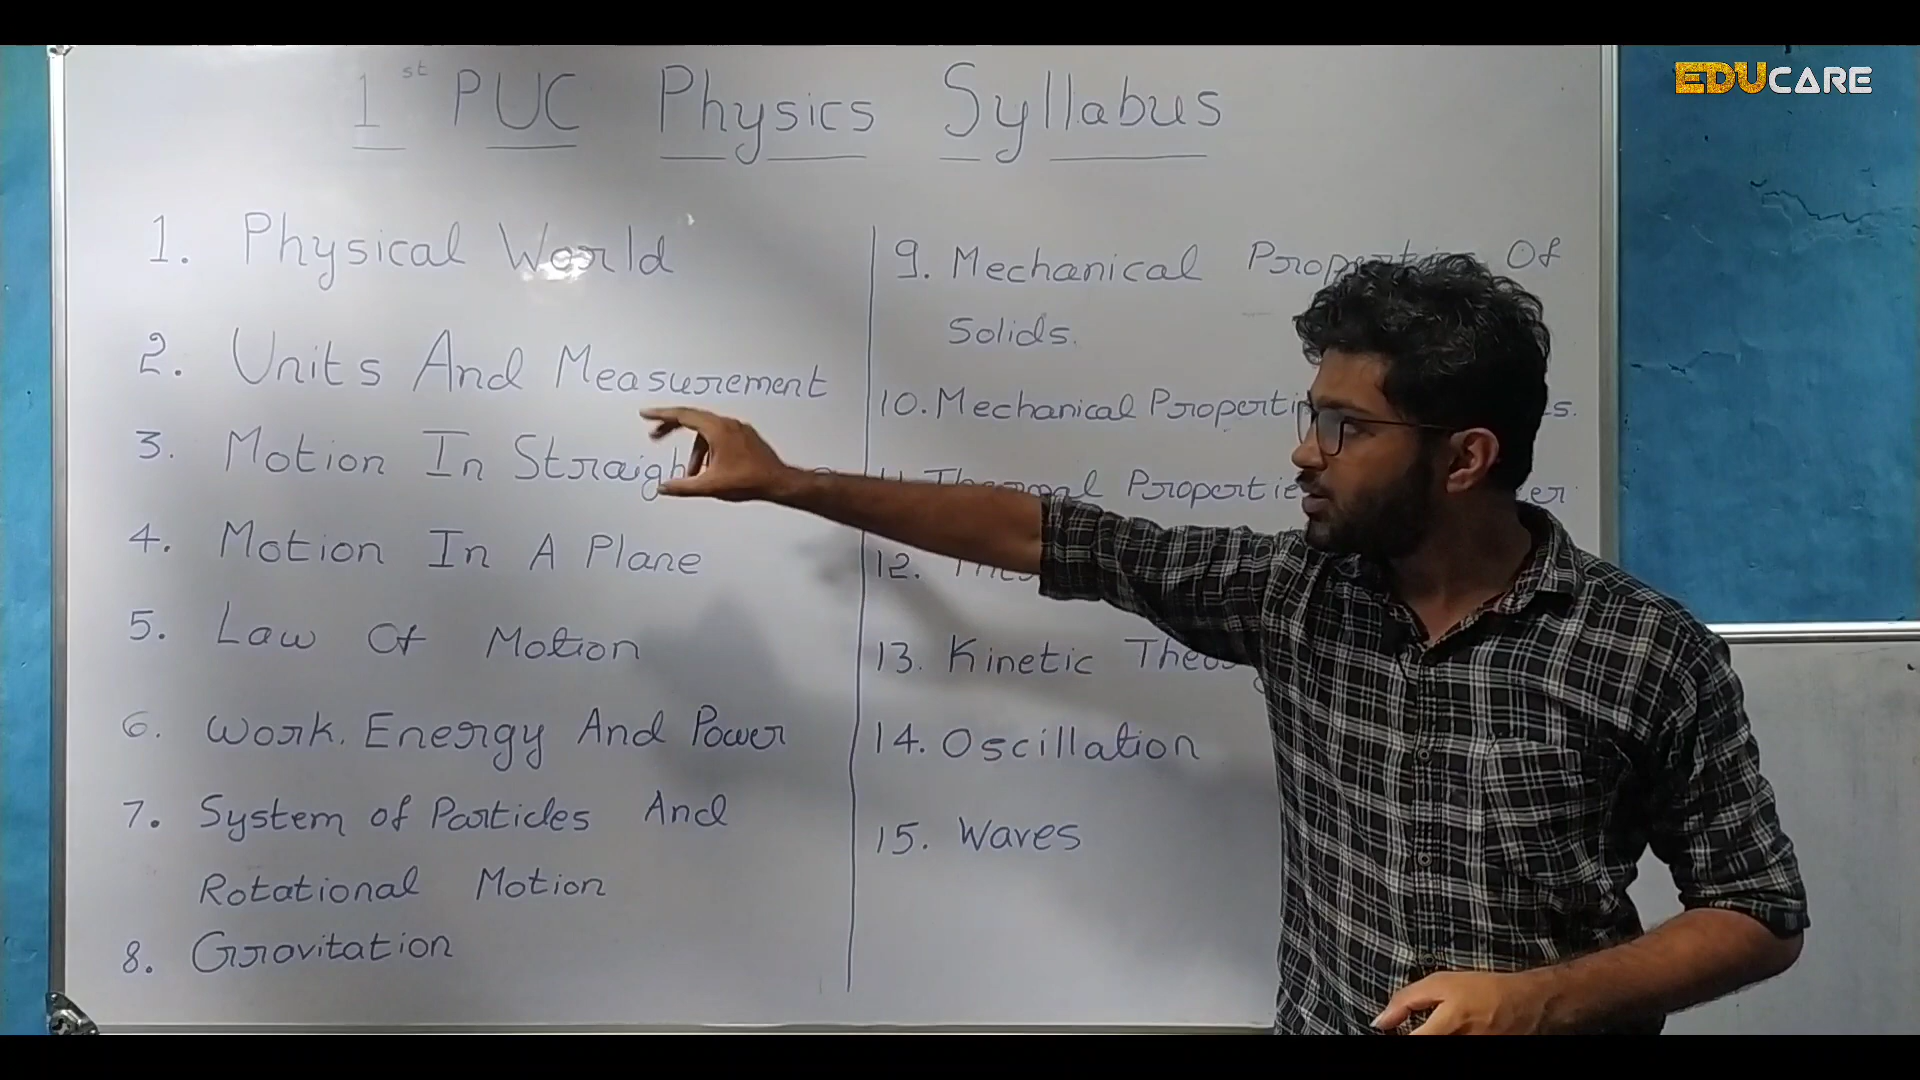 EDUCARE
1st PUC Physics Syllabus
1. Physical World
2. Units And Measurement
3. Motion In
4. Motion In A Plane
5. Law Of Motion
6. Work, Energy And Power
7. System of Particles And
Rotational Motion
8. Gravitation
9. Mechanical Of
Solids.
10. Mechanical
11. Thermal
12.
13. Kinetic
14. Oscillation
15. Waves